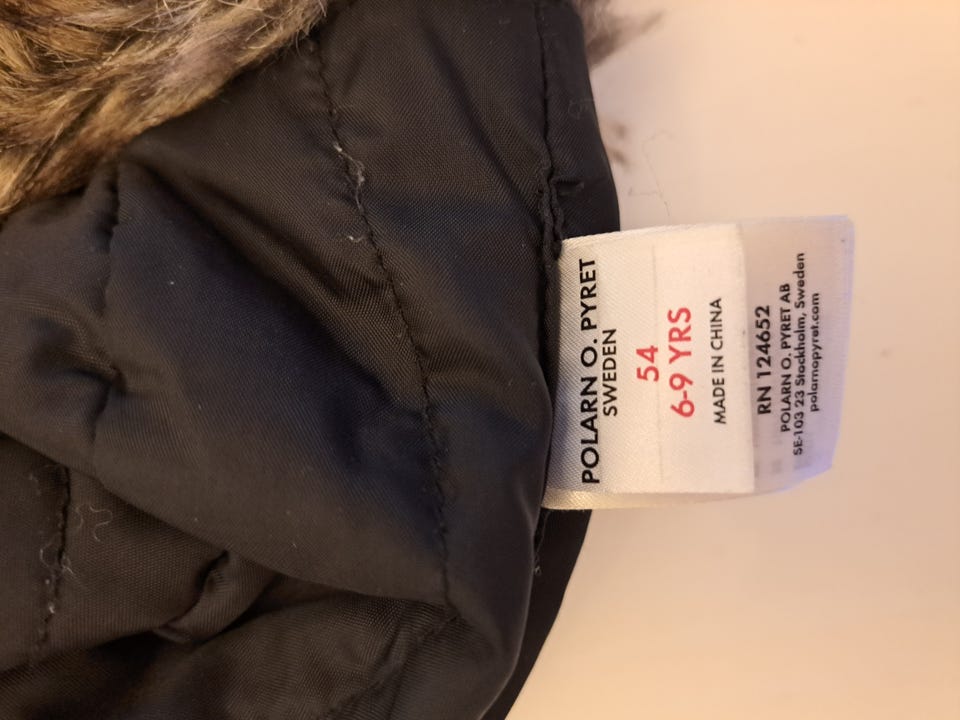 POLARN O. PYRET
SWEDEN
54
6-9 YRS
MADE IN CHINA
RN 124652
POLARN O. PYRET AB
SE-103 23 Stockholm, Sweden
polarnopyret.com